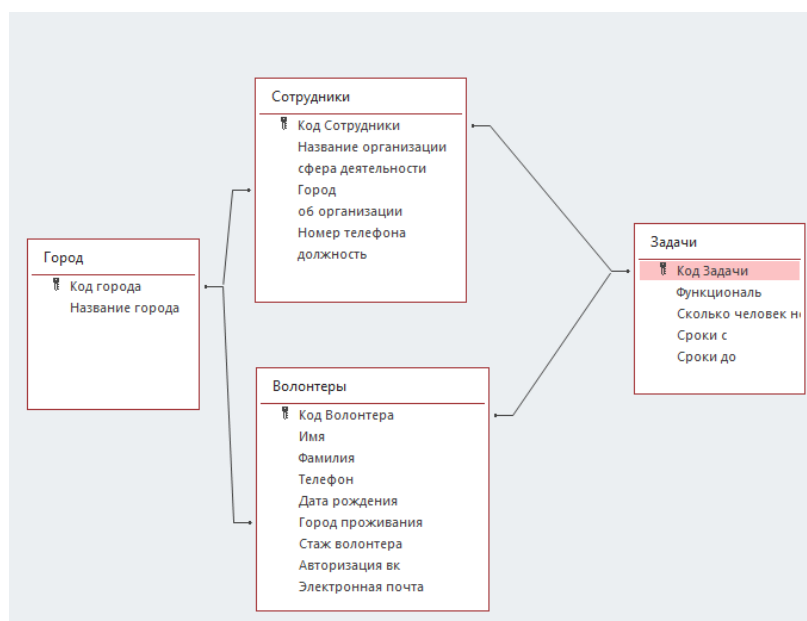 Сотрудники
Код Сотрудники
Название организации
сфера деятельности
Город
об организации
Номер телефона
должность
Город
Код города
Название города
Задачи
Код Задачи
Функциональ
Сколько человек
Сроки с
Сроки до
Волонтеры
Код Волонтера
Имя
Фамилия
Телефон
Дата рождения
Город проживания
Стаж волонтера
Авторизация вк
Электронная почта